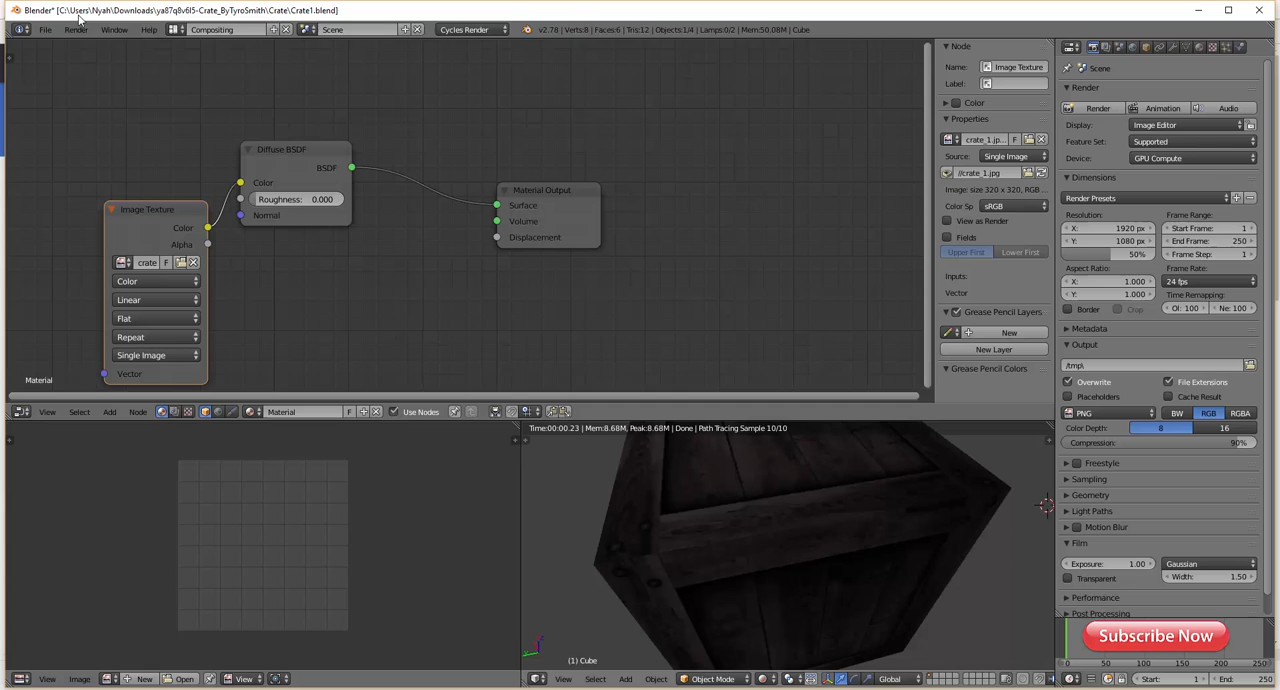 Blender* [C:\Users\Nyah\Downloads\ya87q8v6l5-Crate_ByTyroSmith\Crate\Crate1.blend]
File Render Window Help Compositing Scene Cycles Render v2.78 | Verts:8 | Faces:6 | Tris:12 | Objects:1/4 | Lamps:0/2 | Mem:50.08M | Cube
Image Texture
Color
Alpha
crate F
Color
Linear
Flat
Repeat
Single Image
Vector
Diffuse BSDF
BSDF
Color
Roughness: 0.000
Normal
Material Output
Surface
Volume
Displacement
Material
Node
Name: Image Texture
Label:
Color
Properties
crate_1.jp... F
Source: Single Image
//crate_1.jpg
Image: size 320 x 320, RGB ...
Color Sp sRGB
View as Render
Fields
Upper First Lower First
Inputs:
Vector
Grease Pencil Layers
New
New Layer
Grease Pencil Colors
View Select Add Node Material F Use Nodes
Time:00:00.23 | Mem:8.68M, Peak:8.68M | Done | Path Tracing Sample 10/10
(1) Cube
View Image New Open View
View Select Add Object Object Mode Global
Scene
Render
Render Animation Audio
Display: Image Editor
Feature Set: Supported
Device: GPU Compute
Dimensions
Render Presets
Resolution: Frame Range:
X: 1920 px Start Frame: 1
Y: 1080 px End Frame: 250
50% Frame Step: 1
Aspect Ratio: Frame Rate:
X: 1.000 24 fps
Y: 1.000 Time Remapping:
Border Crop Ol: 100 Ne: 100
Metadata
Output
/tmp\
Overwrite File Extensions
Placeholders Cache Result
PNG BW RGB RGBA
Color Depth: 8 16
Compression: 90%
Freestyle
Sampling
Geometry
Light Paths
Motion Blur
Film
Exposure: 1.00 Gaussian
Transparent Width: 1.50
Performance
Post Processing
Subscribe Now
0 50 100 150 200 250
Start: 1 End: 250